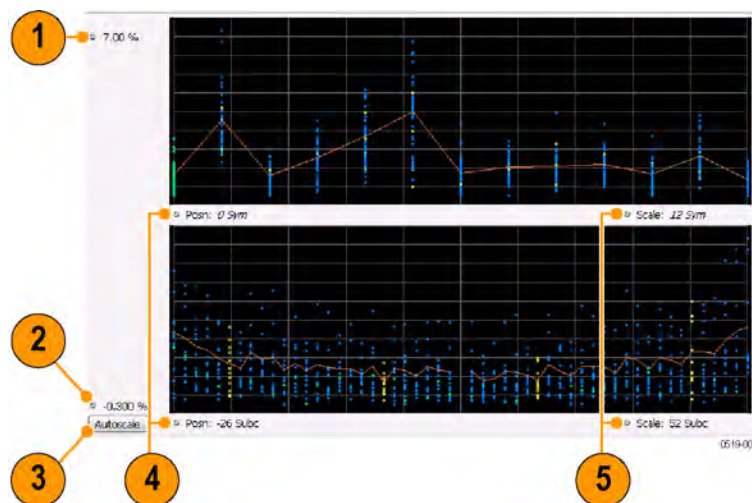 1
7.00 %
Posn: 0 Sym
Scale: 12 Sym
2
-0.300 %
Autoscale
Posn: -26 Subc
Scale: 52 Subc
0519-00
3
4
5